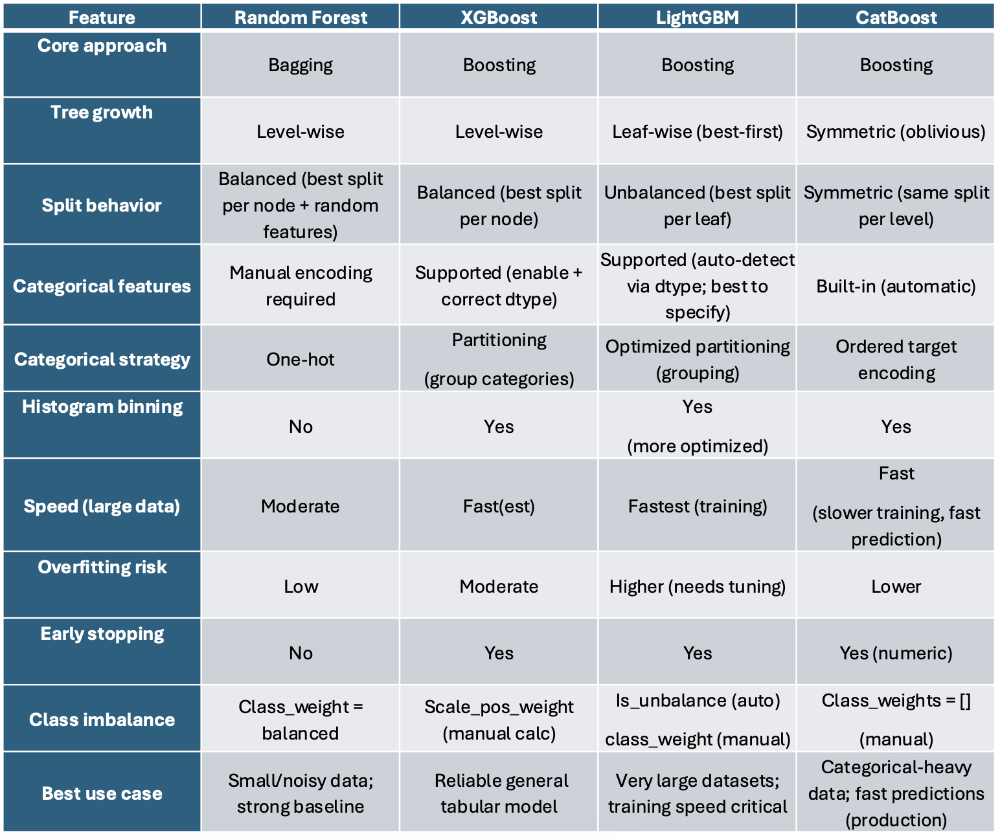 Feature Random Forest XGBoost LightGBM CatBoost
Core approach
Bagging
Boosting
Boosting
Boosting
Tree growth
Level-wise
Level-wise
Leaf-wise (best-first)
Symmetric (oblivious)
Split behavior
Balanced (best split
per node + random
features)
Balanced (best split
per node)
Unbalanced (best split
per leaf)
Symmetric (same split
per level)
Categorical features
Manual encoding
required
Supported (enable +
correct dtype)
Supported (auto-detect
via dtype; best to
specify)
Built-in (automatic)
Categorical strategy
One-hot
Partitioning
(group categories)
Optimized partitioning
(grouping)
Ordered target
encoding
Histogram binning
No
Yes
Yes
(more optimized)
Yes
Speed (large data)
Moderate
Fast(est)
Fastest (training)
Fast
(slower training, fast
prediction)
Overfitting risk
Low
Moderate
Higher (needs tuning)
Lower
Early stopping
No
Yes
Yes
Yes (numeric)
Class imbalance
Class_weight =
balanced
Scale_pos_weight
(manual calc)
Is_unbalance (auto)
class_weight (manual)
Class_weights = []
(manual)
Best use case
Small/noisy data;
strong baseline
Reliable general
tabular model
Very large datasets;
training speed critical
Categorical-heavy
data; fast predictions
(production)